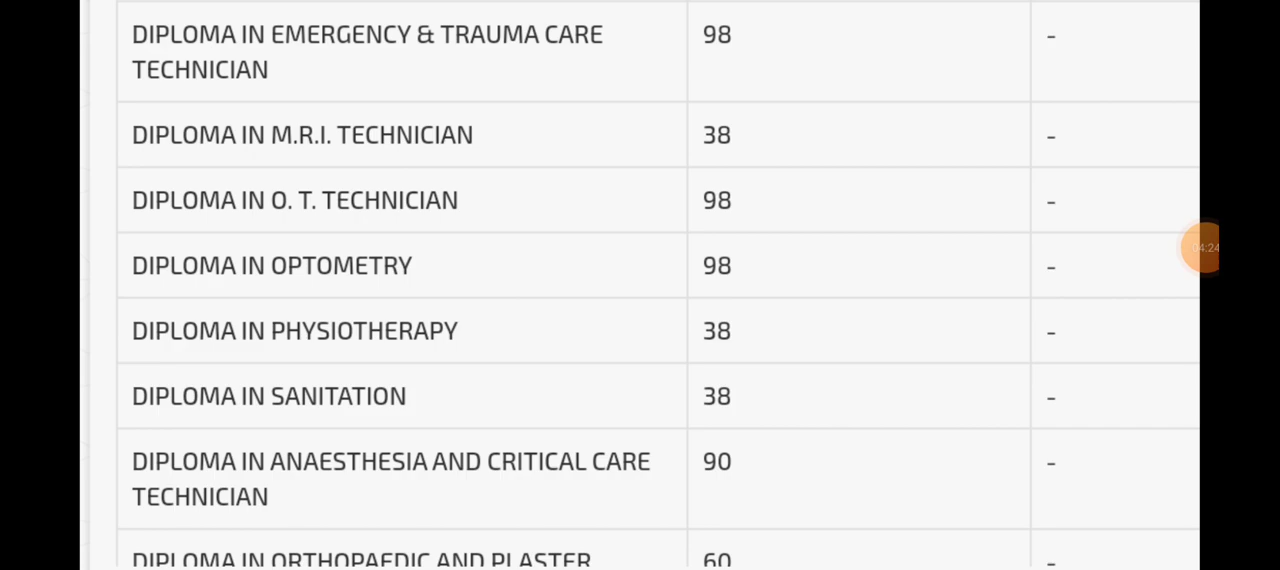 DIPLOMA IN EMERGENCY & TRAUMA CARE 98 -
TECHNICIAN
DIPLOMA IN M.R.I. TECHNICIAN 38 -
DIPLOMA IN O. T. TECHNICIAN 98 -
DIPLOMA IN OPTOMETRY 98 -
04:24
DIPLOMA IN PHYSIOTHERAPY 38 -
DIPLOMA IN SANITATION 38 -
DIPLOMA IN ANAESTHESIA AND CRITICAL CARE 90 -
TECHNICIAN
DIPLOMA IN ORTHOPAEDIC AND PLASTER 60 -